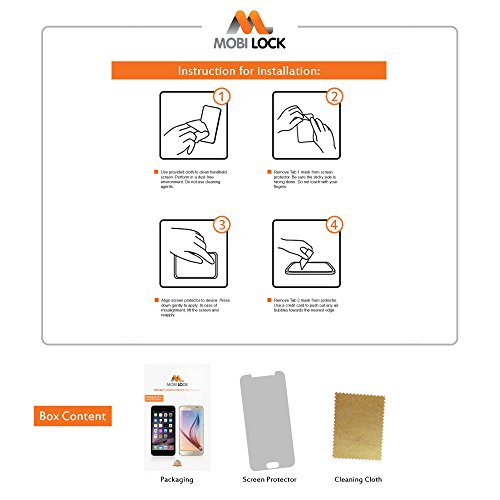 MOBI LOCK
Instruction for installation:
1
2
Use provided cloth to clean handheld
screen. Perform in a dust free
environment. Do not use cleaning
agents.
Remove Tab 1 mask from screen
protector. Be sure the sticky side is
facing down. Do not touch with your
fingers.
3
4
Align screen protector to device. Press
down gently to apply. In case of
misalignment, lift the screen and
reapply.
Remove Tab 2 mask from protector.
Use a credit card to push out any air
bubbles towards the nearest edge.
Box Content
MOBI LOCK
Packaging
Screen Protector
Cleaning Cloth